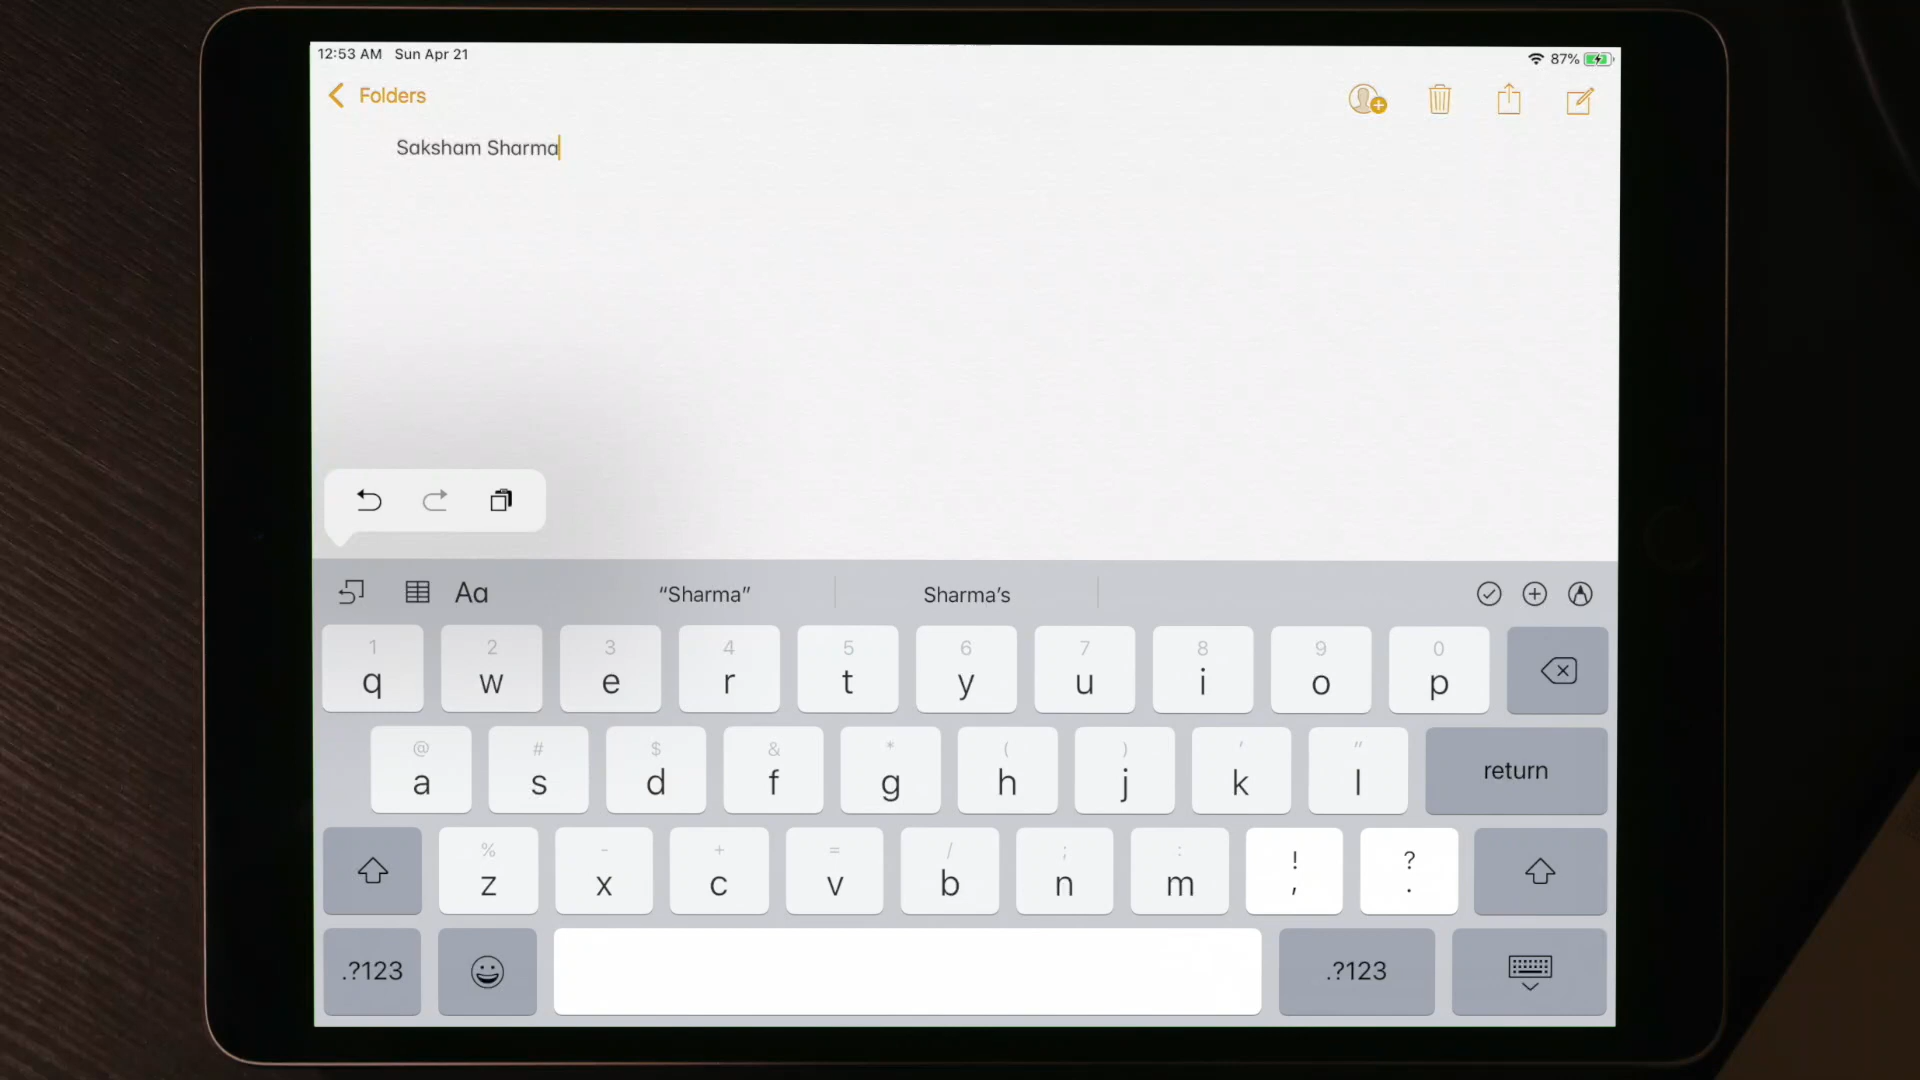 12:53 AM Sun Apr 21
87%
Folders
Saksham Sharma
Aa “Sharma” Sharma’s
1 2 3 4 5 6 7 8 9 0
q w e r t y u i o p
@ # $ & * ( ) ' "
a s d f g h j k l return
% - + = / ; : ! ?
z x c v b n m , .
.?123 .?123